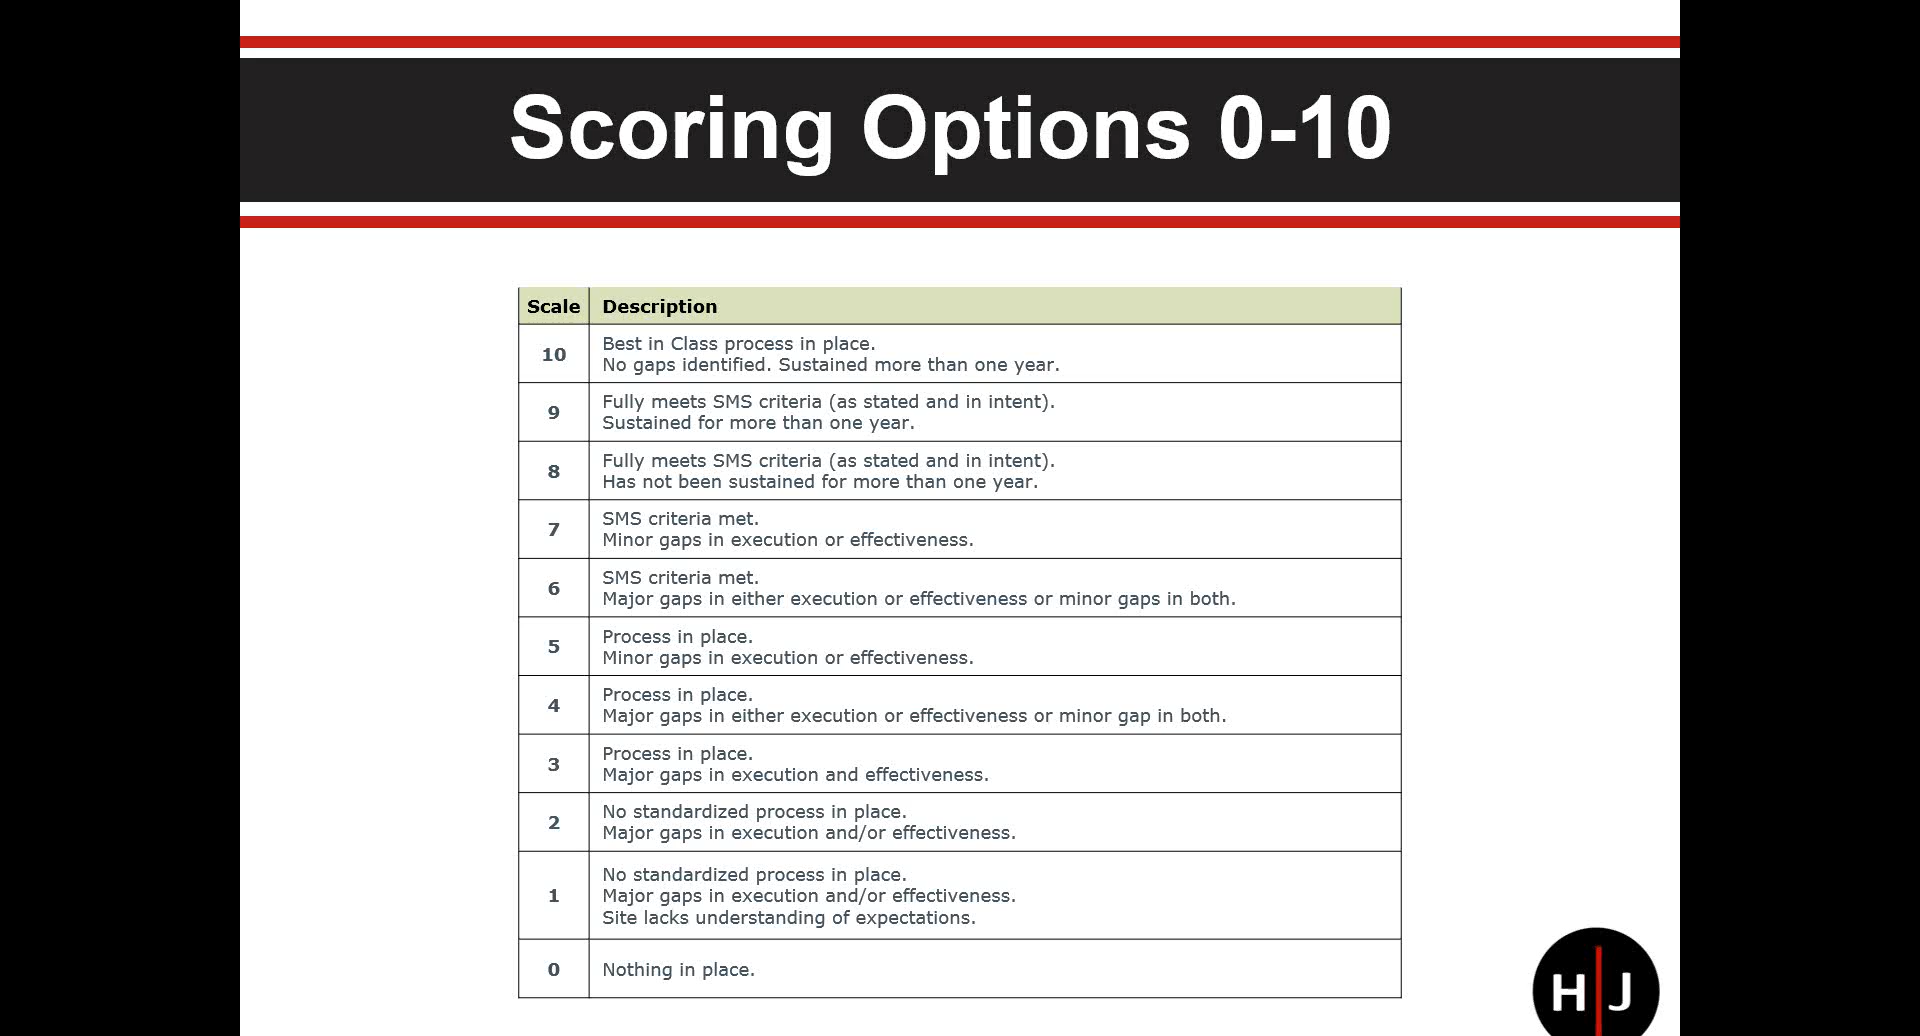 Scoring Options 0-10
Scale Description
10
Best in Class process in place.
No gaps identified. Sustained more than one year.
9
Fully meets SMS criteria (as stated and in intent).
Sustained for more than one year.
8
Fully meets SMS criteria (as stated and in intent).
Has not been sustained for more than one year.
7
SMS criteria met.
Minor gaps in execution or effectiveness.
6
SMS criteria met.
Major gaps in either execution or effectiveness or minor gaps in both.
5
Process in place.
Minor gaps in execution or effectiveness.
4
Process in place.
Major gaps in either execution or effectiveness or minor gap in both.
3
Process in place.
Major gaps in execution and effectiveness.
2
No standardized process in place.
Major gaps in execution and/or effectiveness.
1
No standardized process in place.
Major gaps in execution and/or effectiveness.
Site lacks understanding of expectations.
0
Nothing in place.
H J